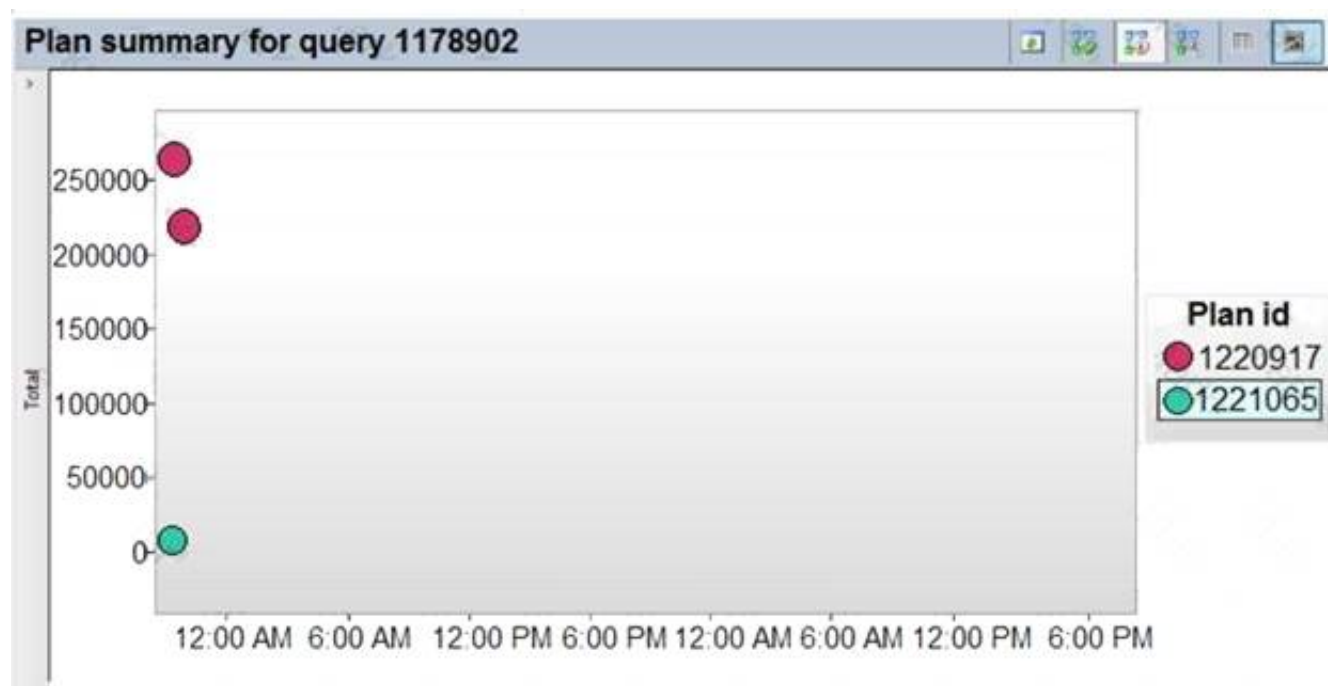 Plan summary for query 1178902
Total
250000
200000
150000
100000
50000
0
12:00 AM 6:00 AM 12:00 PM 6:00 PM 12:00 AM 6:00 AM 12:00 PM 6:00 PM
Plan id
1220917
1221065